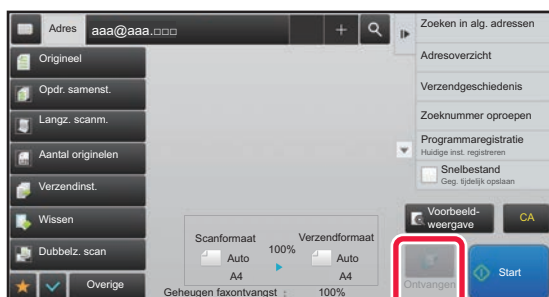 Adres
aaa@aaa.□□□
+
Origineel
Opdr. samenst.
Langz. scanm.
Aantal originelen
Verzendinst.
Wissen
Dubbelz. scan
Overige
Scanformaat
Auto
A4
100%
Verzendformaat
Auto
A4
Geheugen faxontvangst : 100%
Zoeken in alg. adressen
Adresoverzicht
Verzendgeschiedenis
Zoeknummer oproepen
Programmaregistratie
Huidige inst. registreren
Snelbestand
Geg. tijdelijk opslaan
Voorbeeld-
weergave
CA
Ontvangen
Start